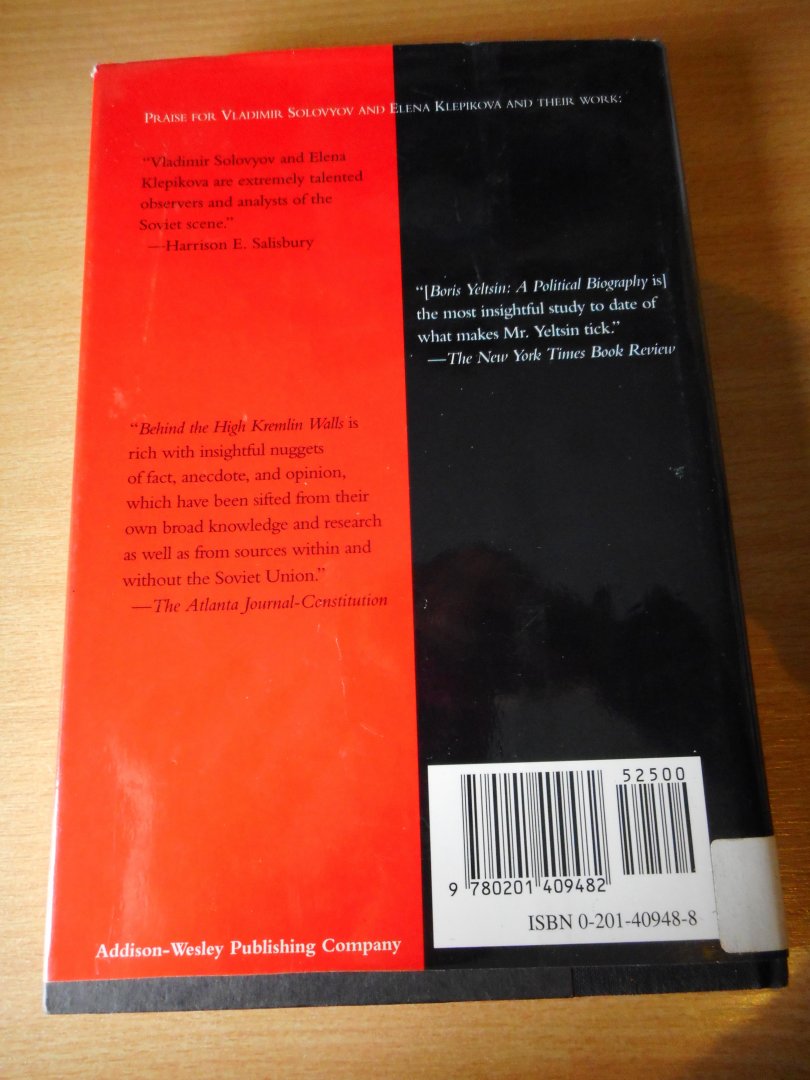 PRAISE FOR VLADIMIR SOLOVYOV AND ELENA KLEPIKOVA AND THEIR WORK:
“Vladimir Solovyov and Elena
Klepikova are extremely talented
observers and analysts of the
Soviet scene.”
—Harrison E. Salisbury
“[Boris Yeltsin: A Political Biography is]
the most insightful study to date of
what makes Mr. Yeltsin tick.”
—The New York Times Book Review
“Behind the High Kremlin Walls is
rich with insightful nuggets
of fact, anecdote, and opinion,
which have been sifted from their
own broad knowledge and research
as well as from sources within and
without the Soviet Union.”
—The Atlanta Journal-Constitution
52500
9 780201 409482
ISBN 0-201-40948-8
Addison-Wesley Publishing Company